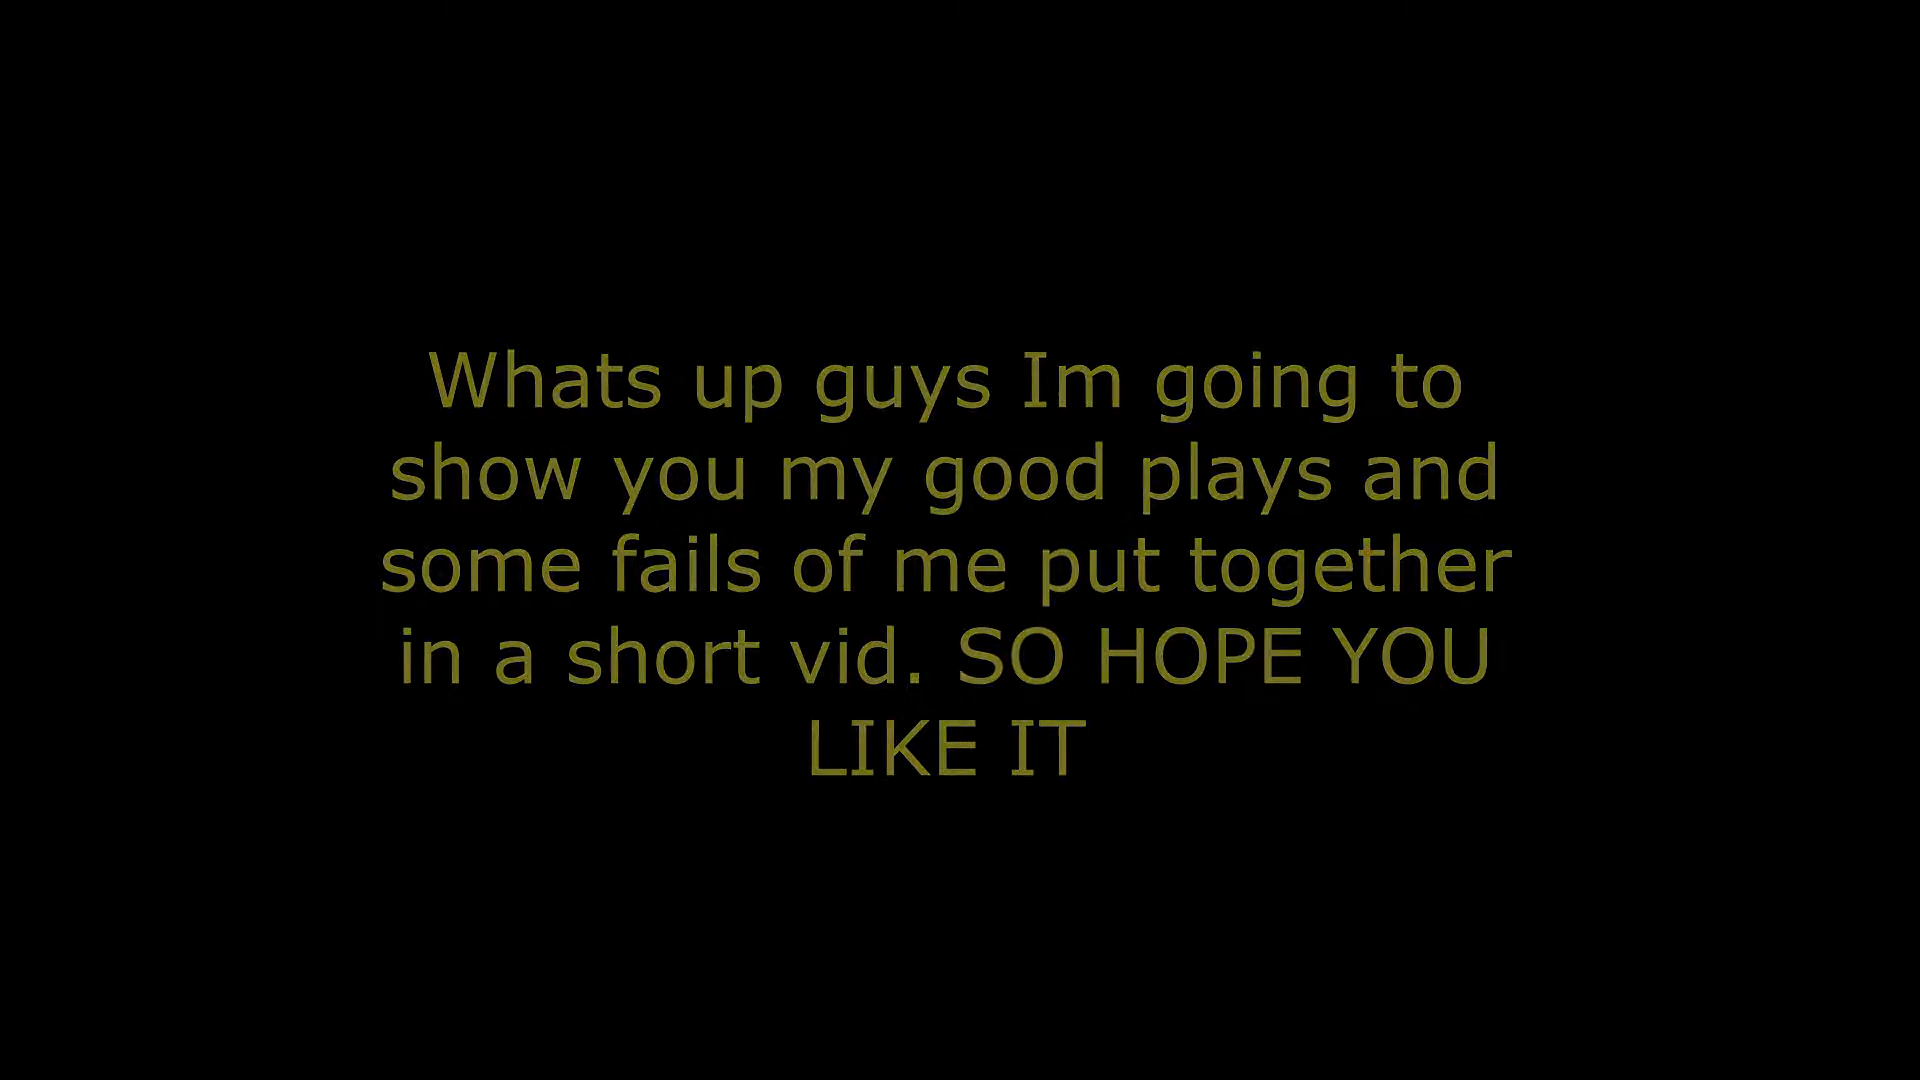 Whats up guys Im going to
show you my good plays and
some fails of me put together
in a short vid. SO HOPE YOU
LIKE IT